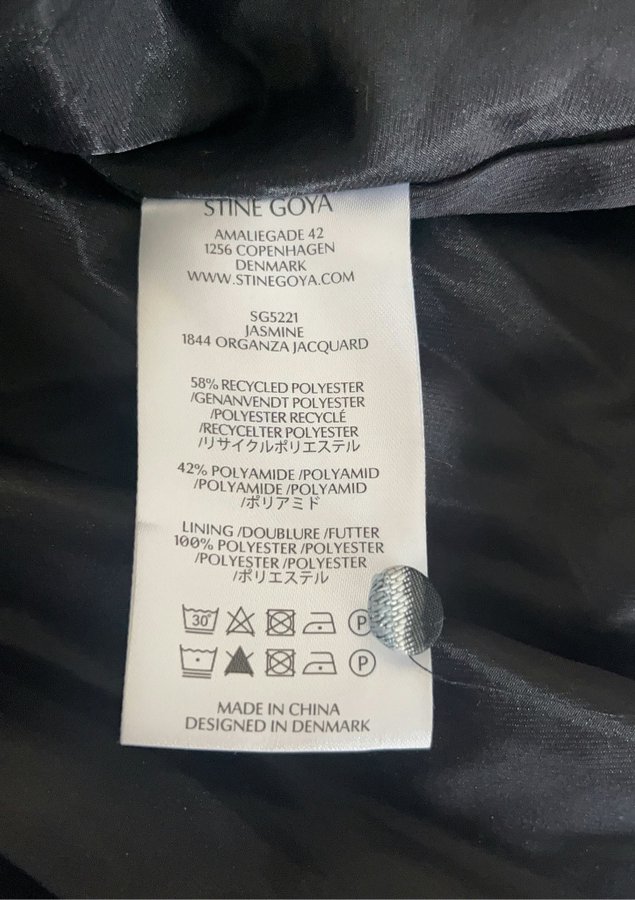 STINE GOYA
AMALIEGADE 42
1256 COPENHAGEN
DENMARK
WWW.STINEGOYA.COM
SG5221
JASMINE
1844 ORGANZA JACQUARD
58% RECYCLED POLYESTER
/GENANVENDT POLYESTER
/POLYESTER RECYCLÉ
/RECYCELTER POLYESTER
/リサイクルポリエステル
42% POLYAMIDE /POLYAMID
/POLYAMIDE /POLYAMID
/ポリアミド
LINING /DOUBLURE /FUTTER
100% POLYESTER /POLYESTER
/POLYESTER /POLYESTER
/ポリエステル
30° P
P
MADE IN CHINA
DESIGNED IN DENMARK